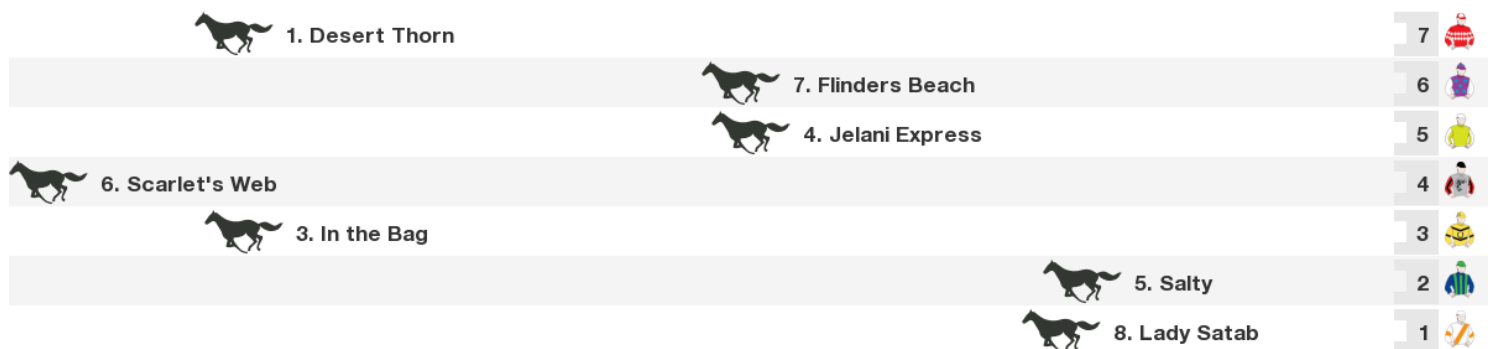 1. Desert Thorn 7
7. Flinders Beach 6
4. Jelani Express 5
6. Scarlet's Web 4
3. In the Bag 3
5. Salty 2
8. Lady Satab 1